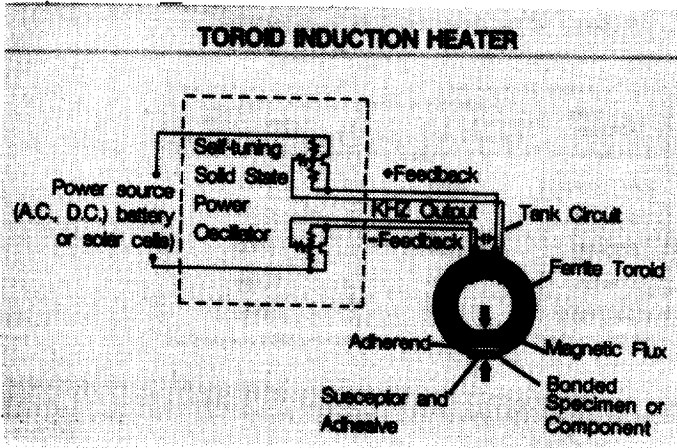 TOROID INDUCTION HEATER
Self-tuning
Solid State
Power
Oscillator
Power source
(A.C., D.C.) battery
or solar cells)
+Feedback
KHZ Output
-Feedback
Tank Circuit
Ferrite Toroid
Adherend
Magnetic Flux
Susceptor and
Adhesive
Bonded
Specimen or
Component